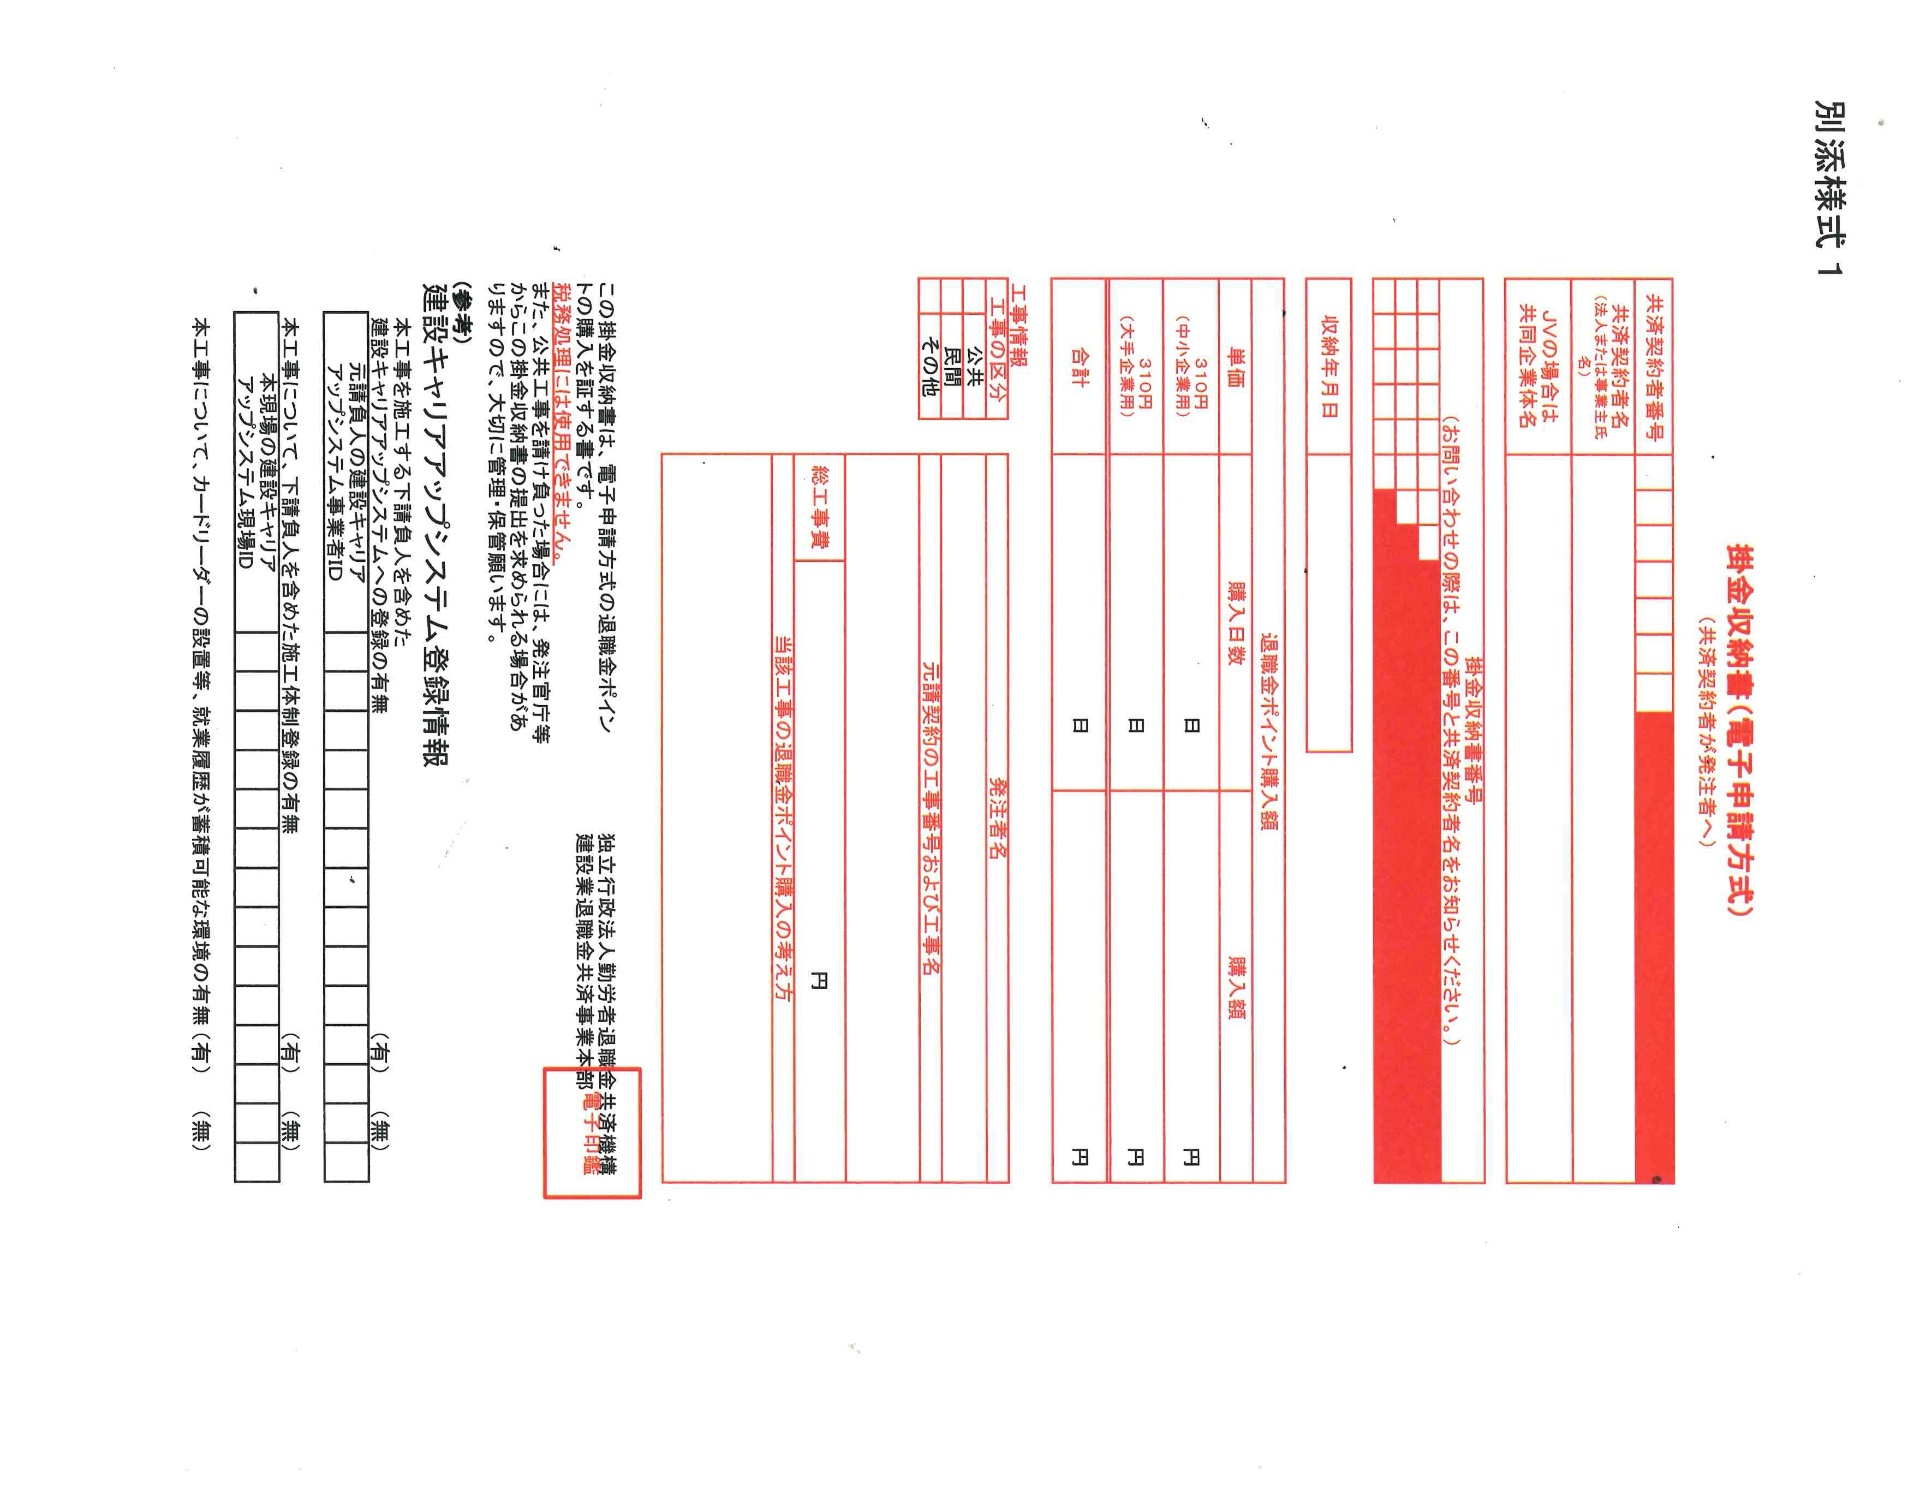 別添様式 1
掛金収納書(電子申請方式)
(共済契約者が発注者へ)
共済契約者番号
共済契約者名
(法人または事業主氏
名)
JVの場合は
共同企業体名
掛金収納書番号
(お問い合わせの際は、この番号と共済契約者名をお知らせください。)
収納年月日
退職金ポイント購入額
単価 購入日数 購入額
310円
(中小企業用) 日 円
310円
(大手企業用) 日 円
合計 日 円
工事情報
工事の区分
公共
民間
その他
発注者名
元請契約の工事番号および工事名
総工事費 円
当該工事の退職金ポイント購入の考え方
この掛金収納書は、電子申請方式の退職金ポイン
トの購入を証する書です。
税務処理には使用できません。
また、公共工事を請け負った場合には、発注官庁等
からこの掛金収納書の提出を求められる場合があ
りますので、大切に管理・保管願います。
独立行政法人勤労者退職金共済機構
建設業退職金共済事業本部
電子印鑑
(参考)
建設キャリアアップシステム登録情報
本工事を施工する下請負人を含めた
建設キャリアアップシステムへの登録の有無 (有) (無)
元請負人の建設キャリア
アップシステム事業者ID
本工事について、下請負人を含めた施工体制登録の有無 (有) (無)
本現場の建設キャリア
アップシステム現場ID
本工事について、カードリーダーの設置等、就業履歴が蓄積可能な環境の有無 (有) (無)